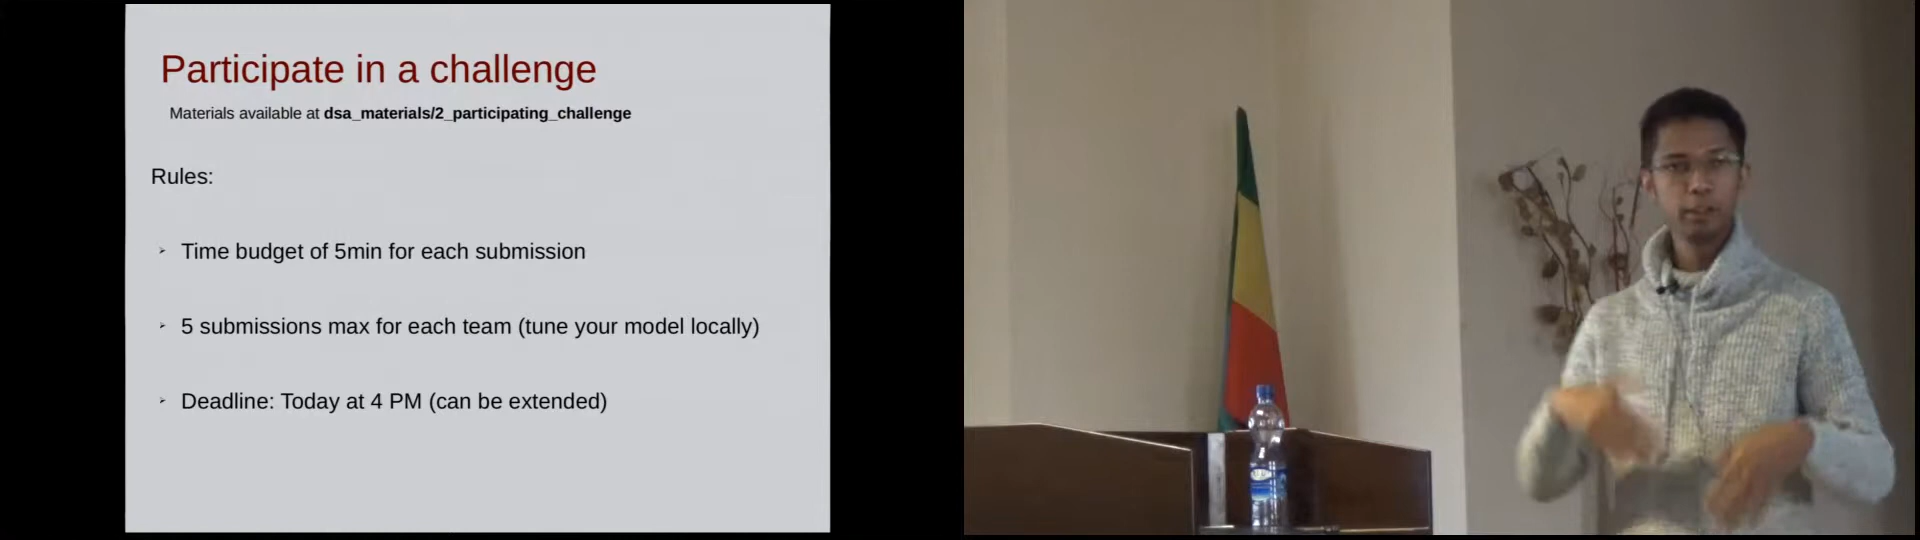 Participate in a challenge
Materials available at dsa_materials/2_participating_challenge
Rules:
➢ Time budget of 5min for each submission
➢ 5 submissions max for each team (tune your model locally)
➢ Deadline: Today at 4 PM (can be extended)